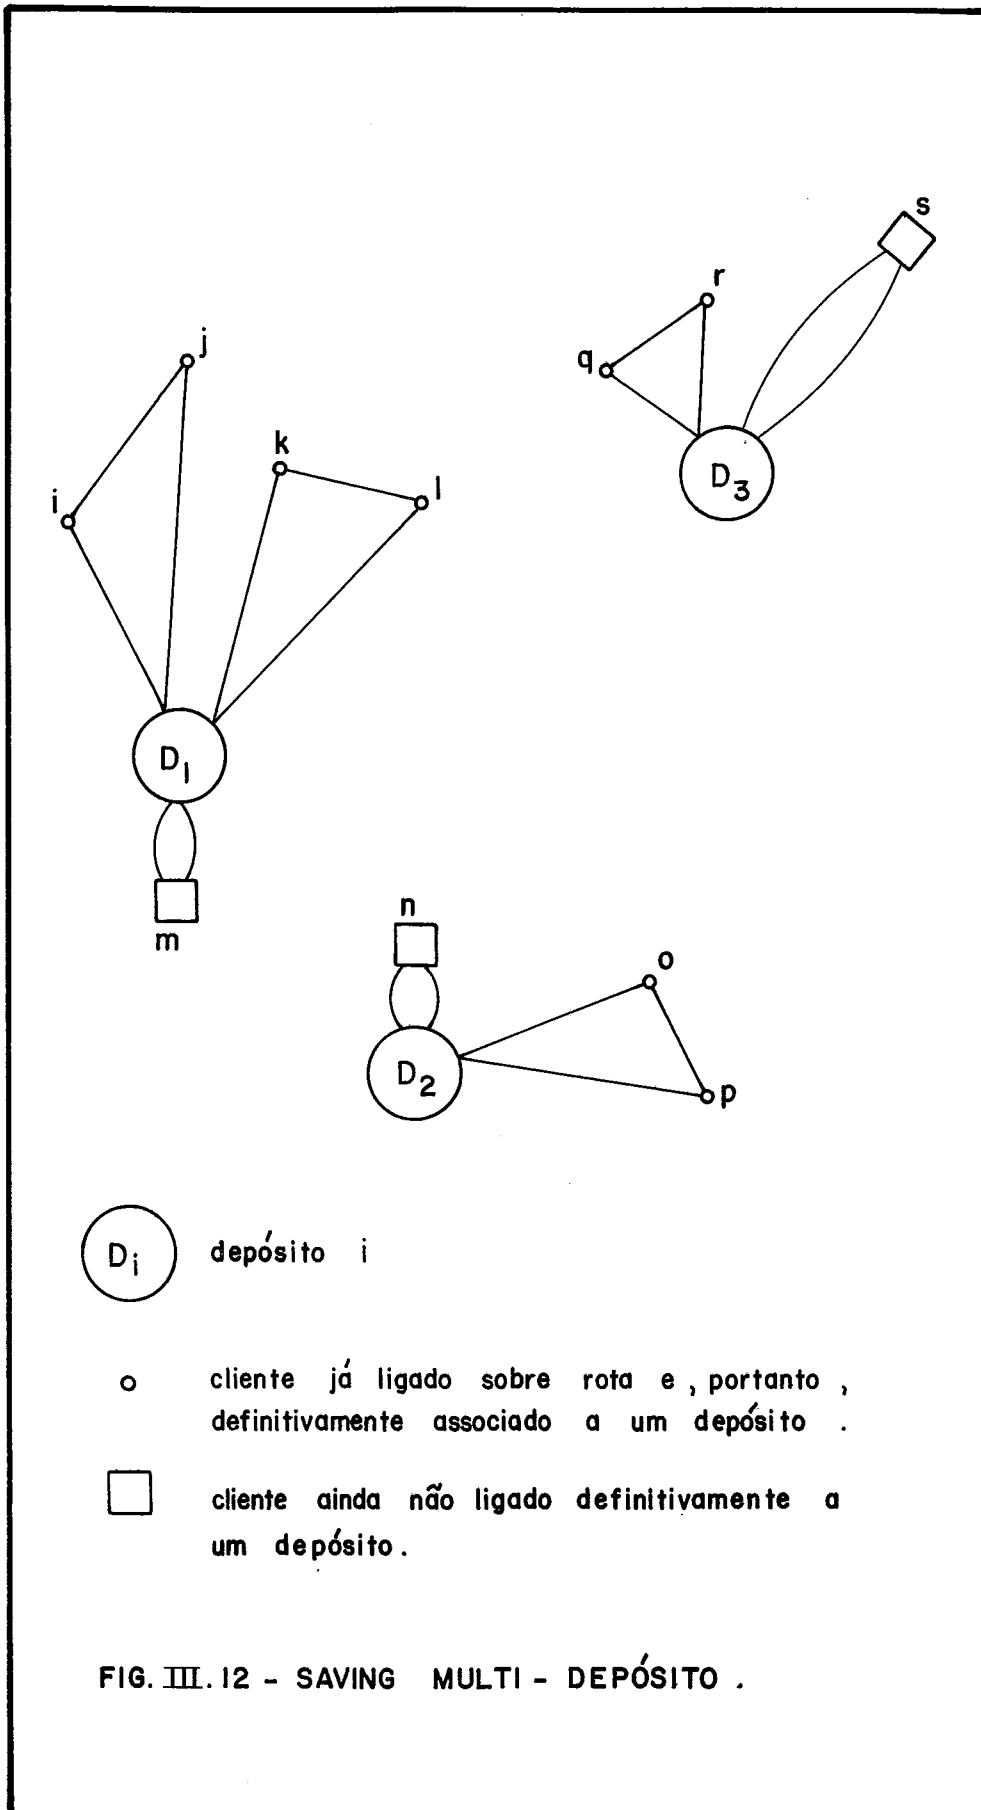 s
r
q
j
k
i
l
D3
D1
m
n
o
D2
p
Di depósito i
cliente já ligado sobre rota e , portanto ,
definitivamente associado a um depósito .
cliente ainda não ligado definitivamente a
um depósito .
FIG. III. 12 - SAVING MULTI - DEPÓSITO .